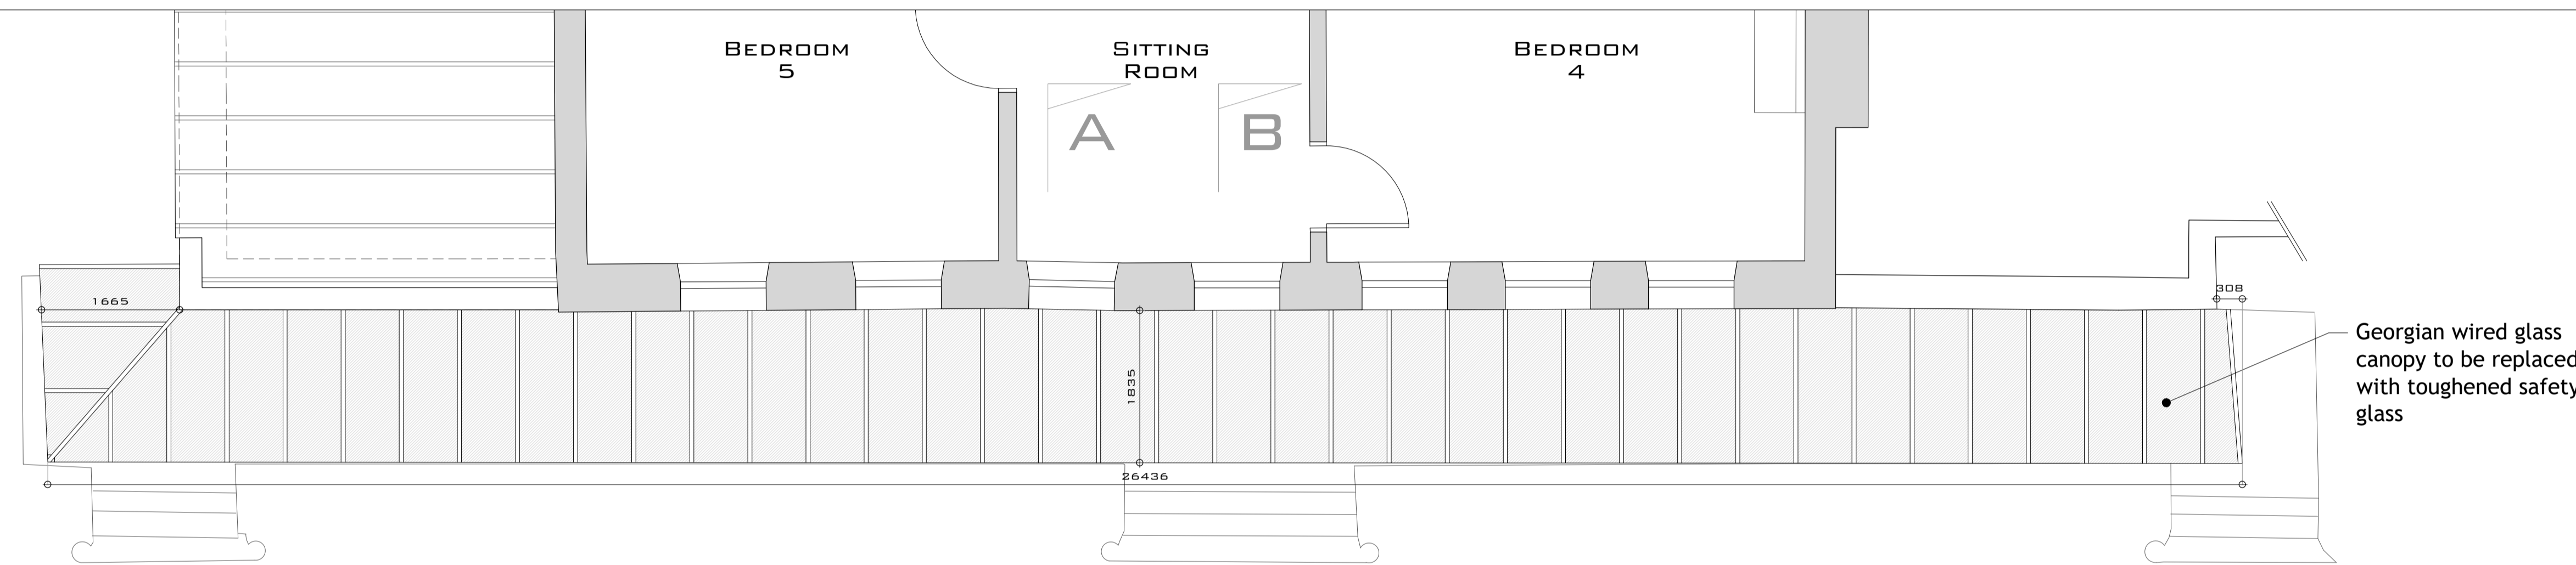 BEDROOM
5
SITTING
ROOM
BEDROOM
4
A
B
1665
308
1835
26436
Georgian wired glass
canopy to be replaced
with toughened safety
glass